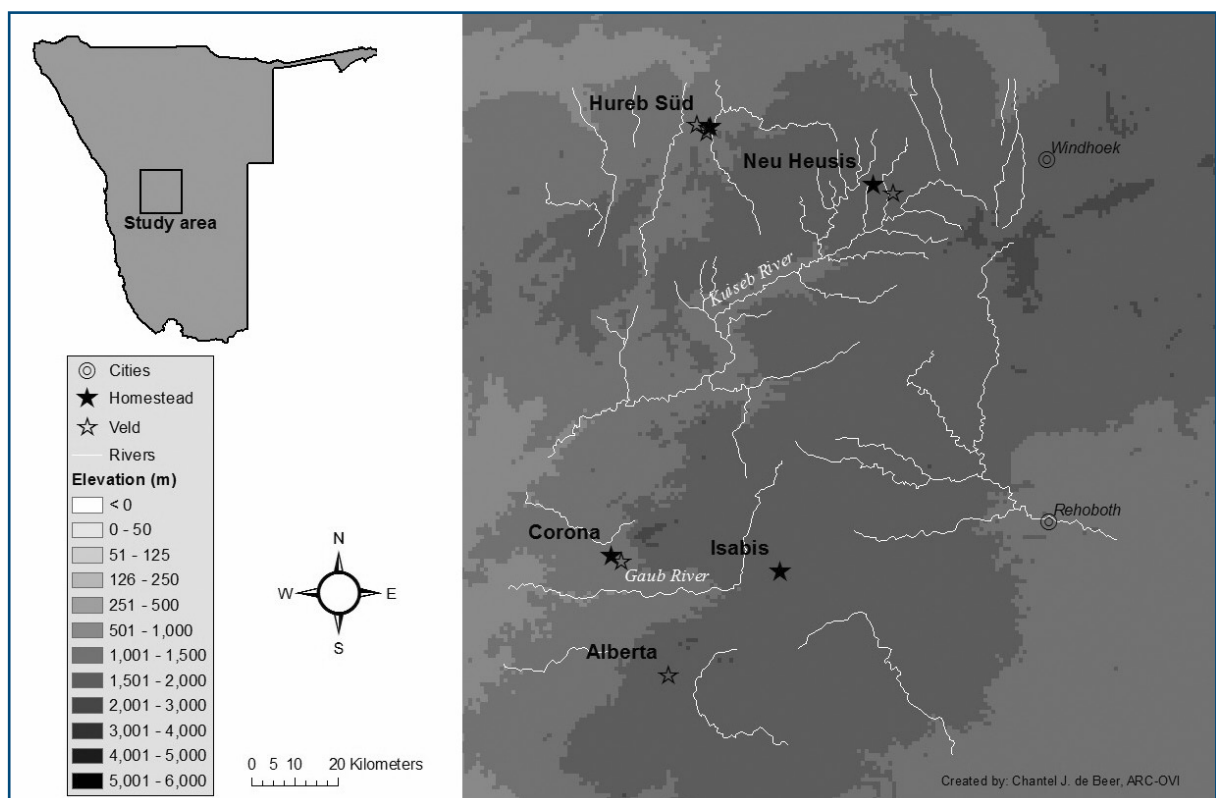 Study area
Cities
Homestead
Veld
Rivers
Elevation (m)
< 0
0 - 50
51 - 125
126 - 250
251 - 500
501 - 1,000
1,001 - 1,500
1,501 - 2,000
2,001 - 3,000
3,001 - 4,000
4,001 - 5,000
5,001 - 6,000
N
W E
S
0 5 10 20 Kilometers
Hureb Süd
Neu Heusis
Windhoek
Kuiseb River
Rehoboth
Corona
Isabis
Gaub River
Alberta
Created by: Chantel J. de Beer, ARC-OVI